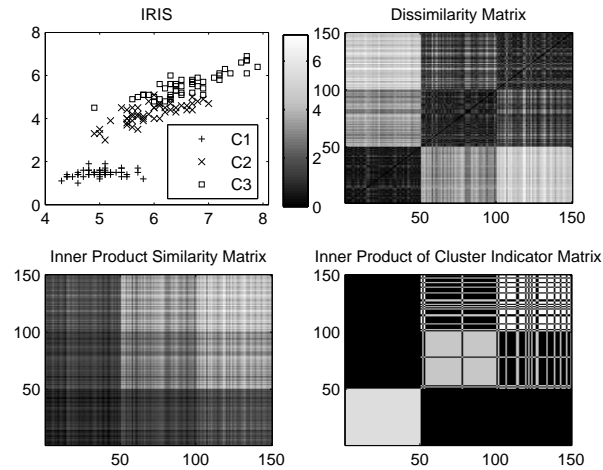 IRIS
8
6
4
2
0
4 5 6 7 8
+ C1
× C2
□ C3
6
4
2
0
Dissimilarity Matrix
150
100
50
50 100 150
Inner Product Similarity Matrix
150
100
50
50 100 150
Inner Product of Cluster Indicator Matrix
150
100
50
50 100 150